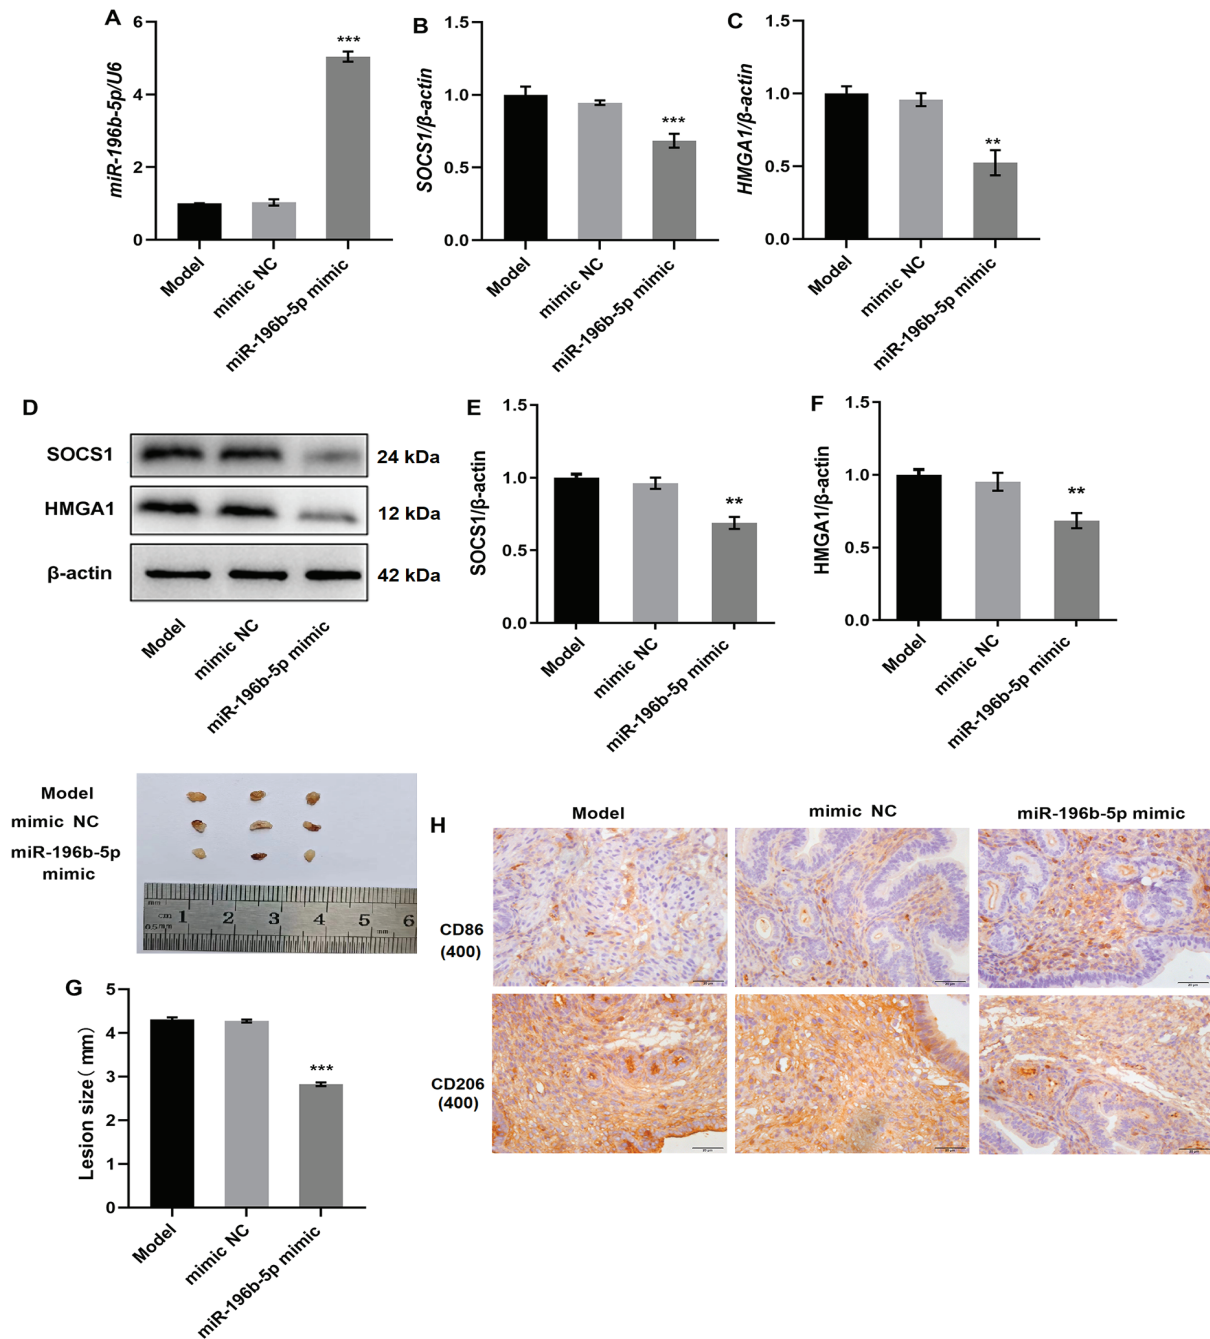 A
miR-196b-5p/U6
6
4
2
0
***
Model
mimic NC
miR-196b-5p mimic
B
SOCS1/β-actin
1.5
1.0
0.5
0.0
***
Model
mimic NC
miR-196b-5p mimic
C
HMGA1/β-actin
1.5
1.0
0.5
0.0
**
Model
mimic NC
miR-196b-5p mimic
D
SOCS1
24 kDa
HMGA1
12 kDa
β-actin
42 kDa
Model
mimic NC
miR-196b-5p mimic
E
SOCS1/β-actin
1.5
1.0
0.5
0.0
**
Model
mimic NC
miR-196b-5p mimic
F
HMGA1/β-actin
1.5
1.0
0.5
0.0
**
Model
mimic NC
miR-196b-5p mimic
Model
mimic NC
miR-196b-5p
mimic
mm
cm 1 2 3 4 5 6
0.5mm
mm
G
Lesion size ( mm)
5
4
3
2
1
0
***
Model
mimic NC
miR-196b-5p mimic
H
Model
mimic NC
miR-196b-5p mimic
CD86
(400)
CD206
(400)